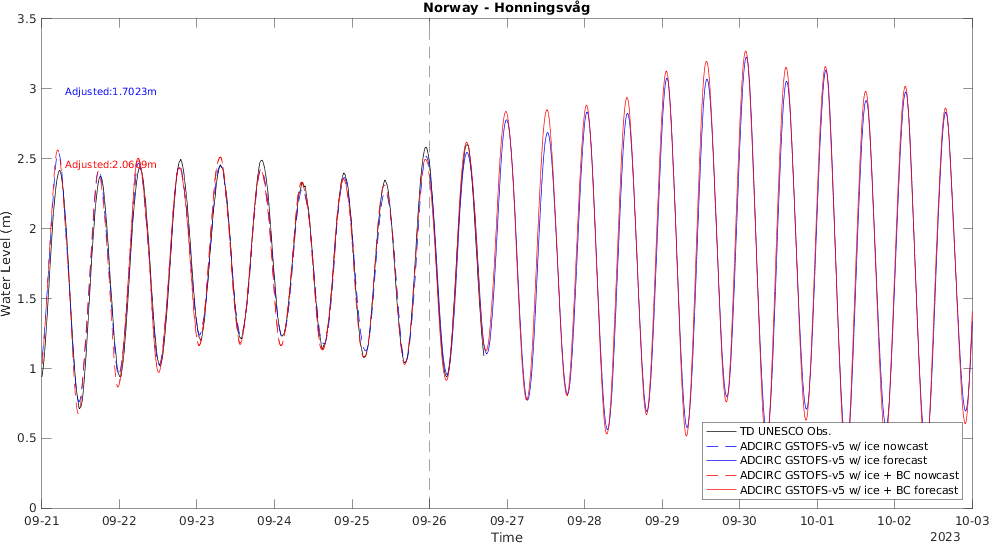 Norway - Honningsvåg
3.5
3
2.5
2
1.5
1
0.5
0
Water Level (m)
Adjusted:1.7023m
Adjusted:2.0689m
TD UNESCO Obs.
ADCIRC GSTOFS-v5 w/ ice nowcast
ADCIRC GSTOFS-v5 w/ ice forecast
ADCIRC GSTOFS-v5 w/ ice + BC nowcast
ADCIRC GSTOFS-v5 w/ ice + BC forecast
09-21 09-22 09-23 09-24 09-25 09-26 09-27 09-28 09-29 09-30 10-01 10-02 10-03
Time
2023